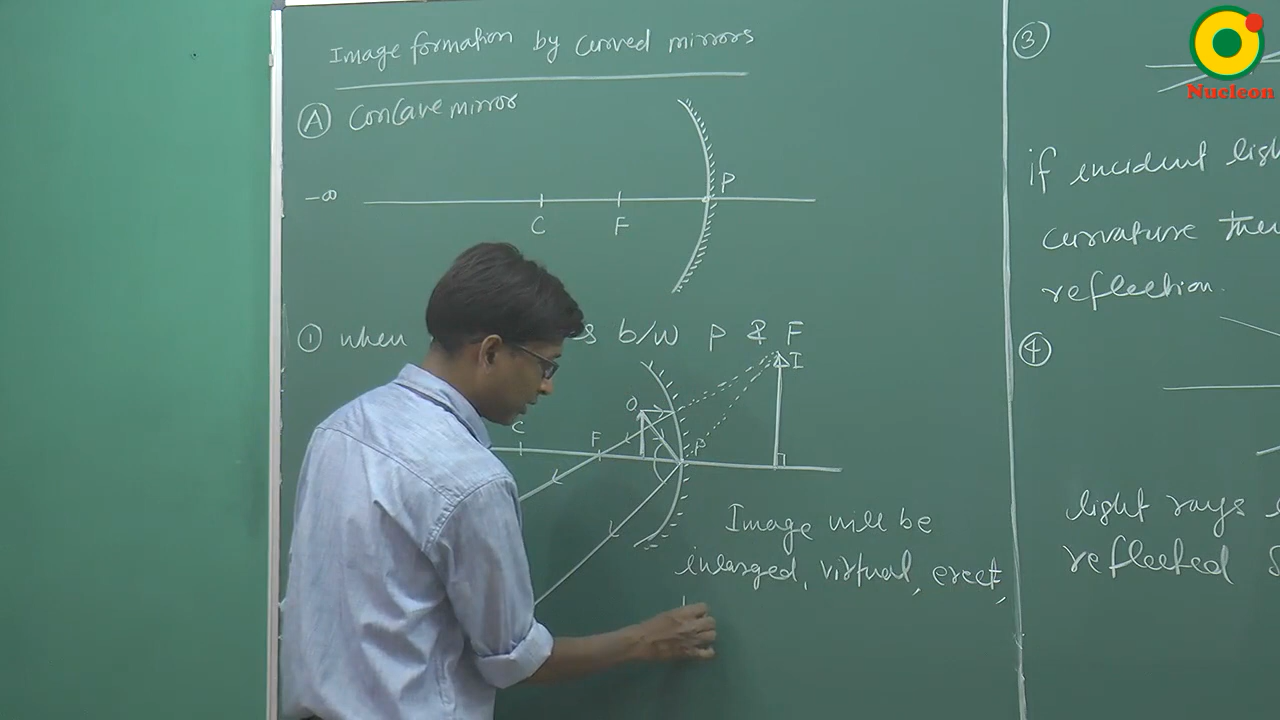 Image formation by curved mirrors
Ⓐ Concave mirror
P
-∞
C F
① when s b/w P & F
I
O
C F P
Image will be
enlarged, virtual, erect,
③
Nucleon
if incident ligh
curvature then
reflection.
④
light rays
reflected